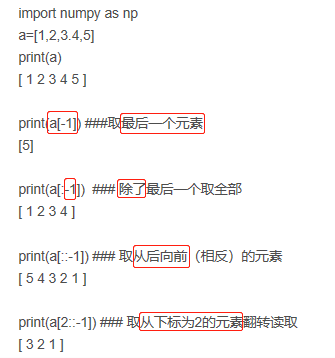 import numpy as np
a=[1,2,3.4,5]
print(a)
[ 1 2 3 4 5 ]
print(a[-1]) ###取最后一个元素
[5]
print(a[:-1])  ### 除了最后一个取全部
[ 1 2 3 4 ]
print(a[::-1]) ### 取从后向前（相反）的元素
[ 5 4 3 2 1 ]
print(a[2::-1]) ### 取从下标为2的元素翻转读取
[ 3 2 1 ]